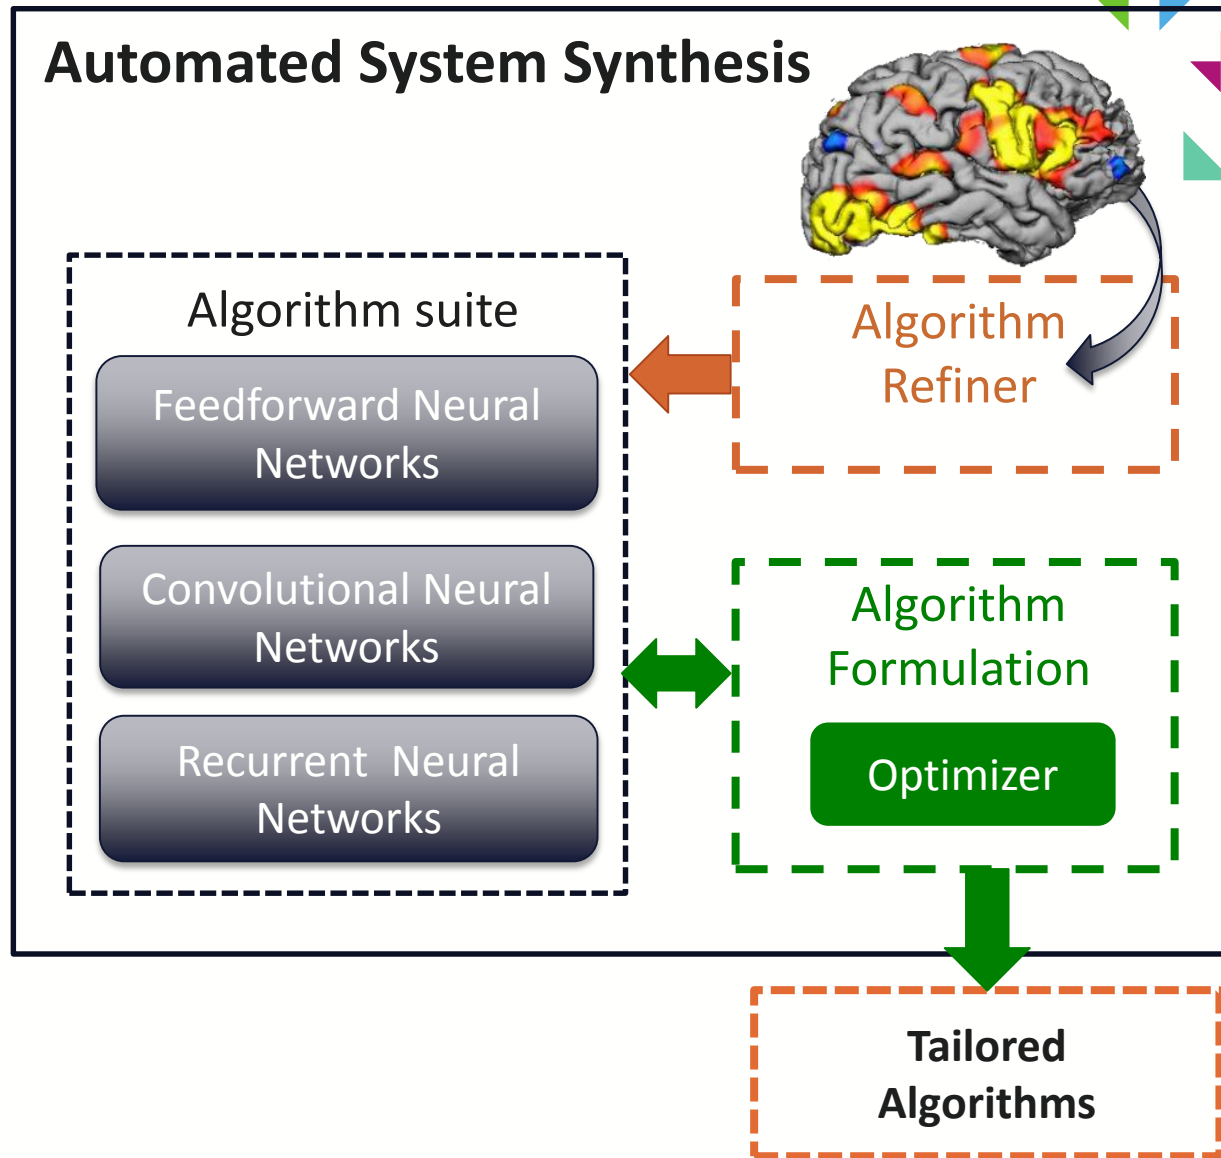 Automated System Synthesis
Algorithm suite
Feedforward Neural
Networks
Convolutional Neural
Networks
Recurrent  Neural
Networks
Algorithm
Refiner
Algorithm
Formulation
Optimizer
Tailored
Algorithms